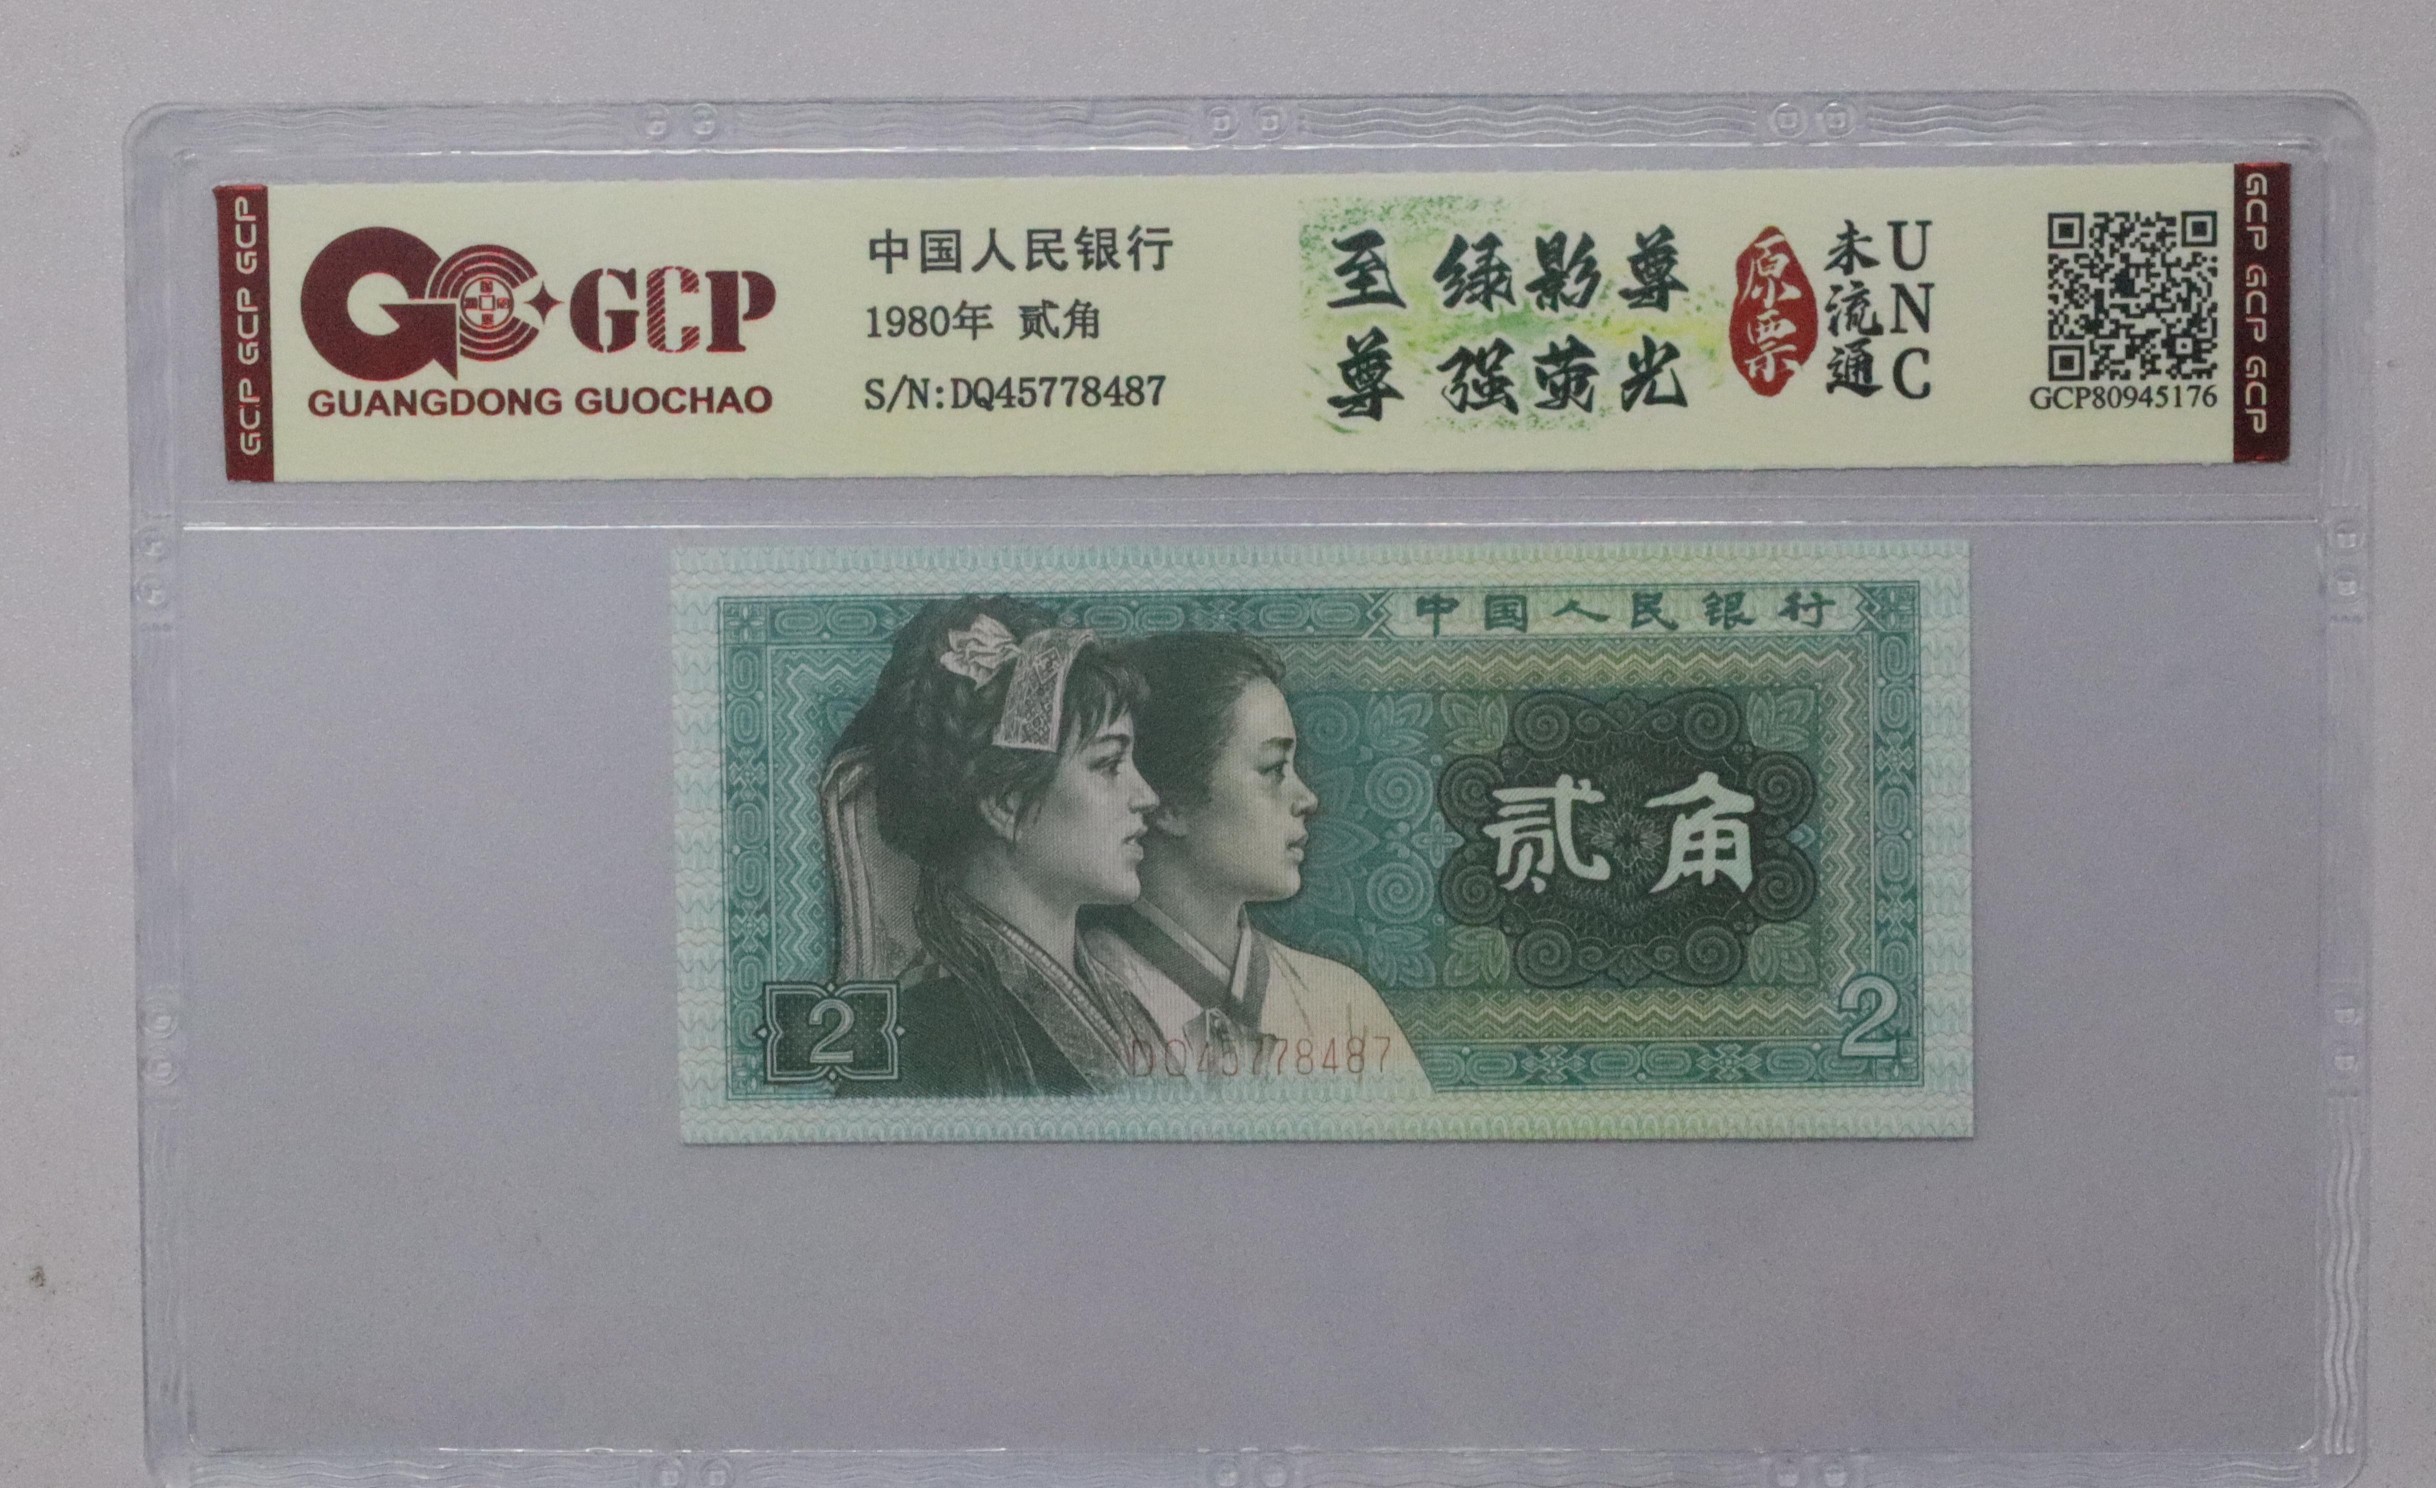 GCP GCP GCP
GCP
GUANGDONG GUOCHAO
中国人民银行
1980年 贰角
S/N:DQ45778487
至尊
绿影尊
强荧光
原票
未流通
UNC
GCP80945176
GCP GCP GCP
中国人民银行
贰角
2
2
DQ45778487